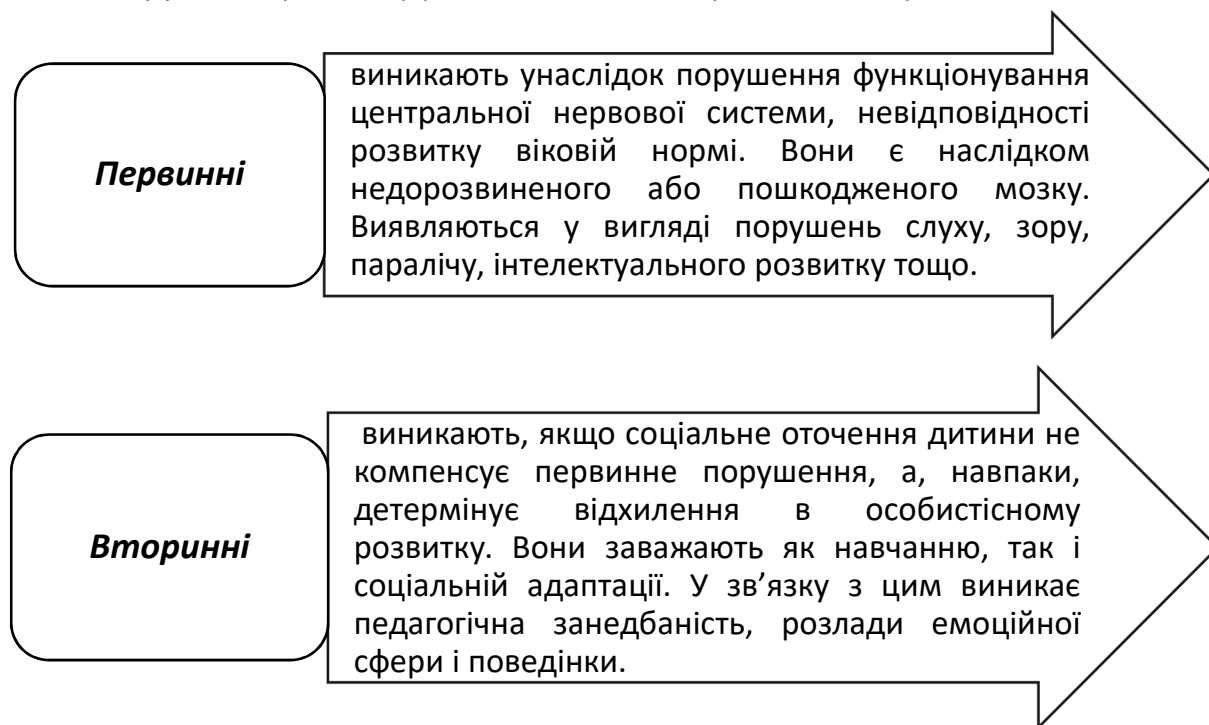 виникають унаслідок порушення функціонування
центральної нервової системи, невідповідності
розвитку віковій нормі. Вони є наслідком
недорозвиненого або пошкодженого мозку.
Виявляються у вигляді порушень слуху, зору,
паралічу, інтелектуального розвитку тощо.
Первинні
виникають, якщо соціальне оточення дитини не
компенсує первинне порушення, а, навпаки,
детермінує відхилення в особистісному
розвитку. Вони заважають як навчанню, так і
соціальній адаптації. У зв’язку з цим виникає
педагогічна занедбаність, розлади емоційної
сфери і поведінки.
Вторинні